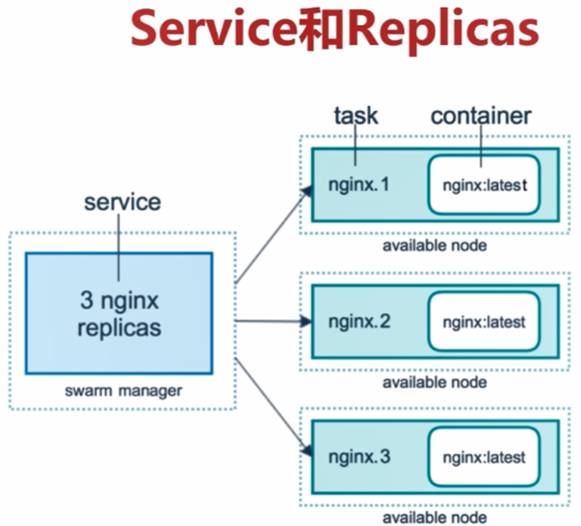 Service和Replicas
task
container
nginx.1
nginx:latest
available node
service
3 nginx
replicas
swarm manager
nginx.2
nginx:latest
available node
nginx.3
nginx:latest
available node